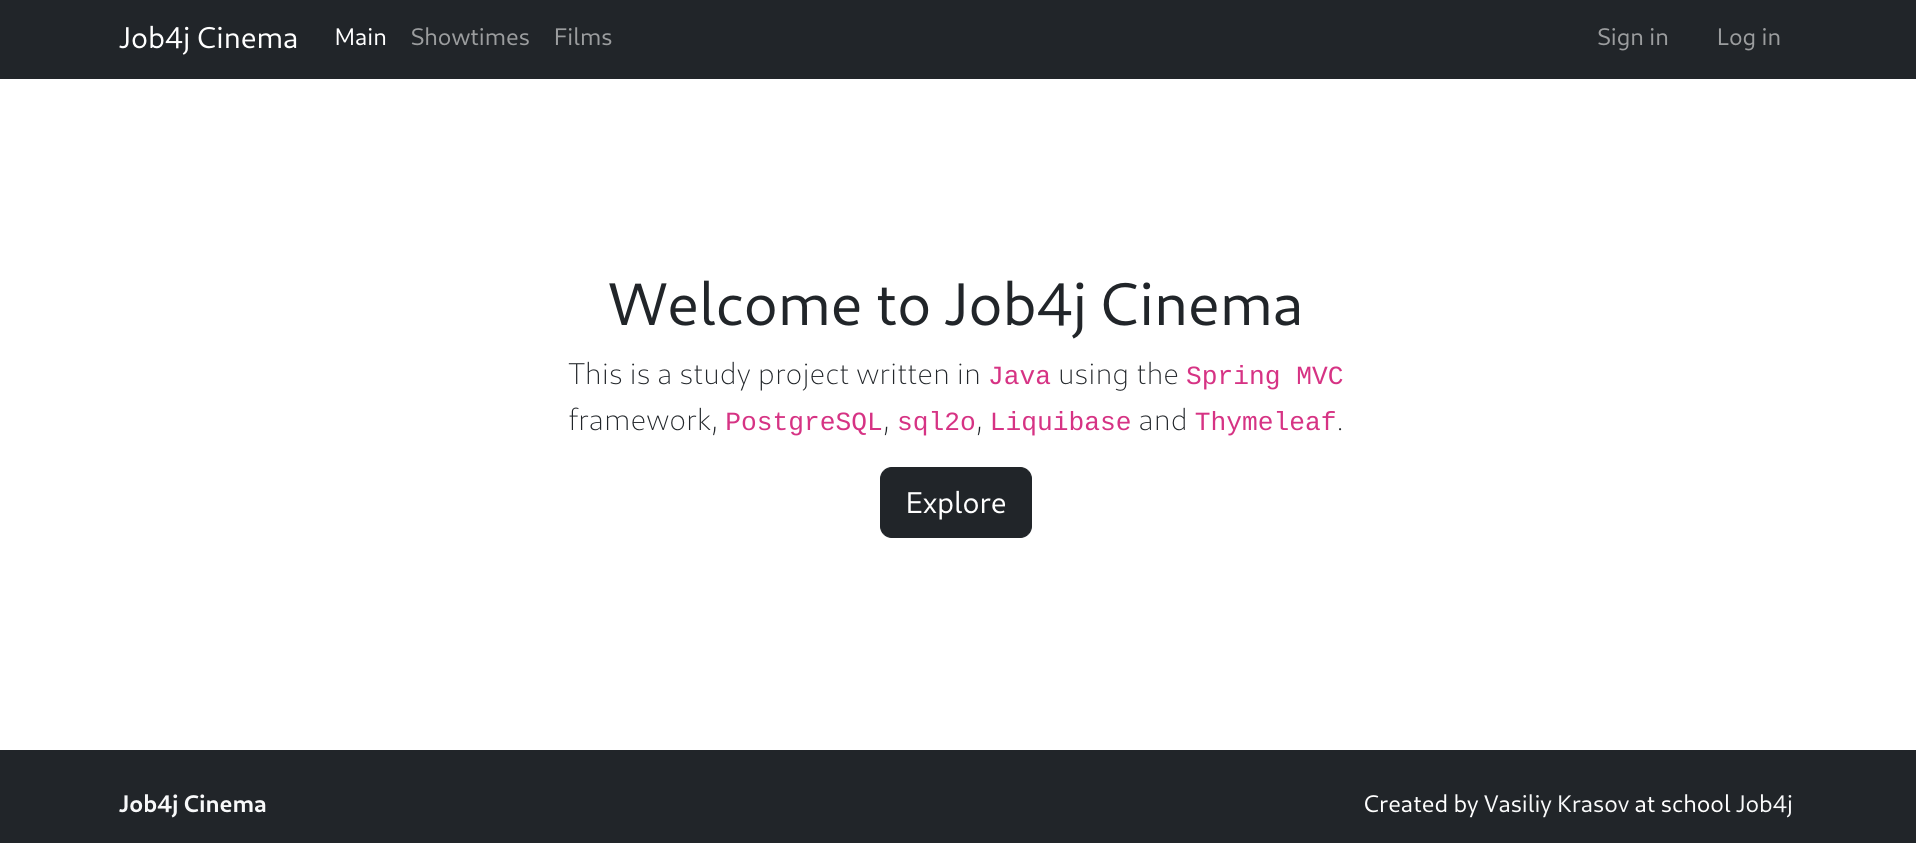 Job4j Cinema Main Showtimes Films Sign in Log in
Welcome to Job4j Cinema
This is a study project written in Java using the Spring MVC
framework, PostgreSQL, sql2o, Liquibase and Thymeleaf.
Explore
Job4j Cinema Created by Vasiliy Krasov at school Job4j